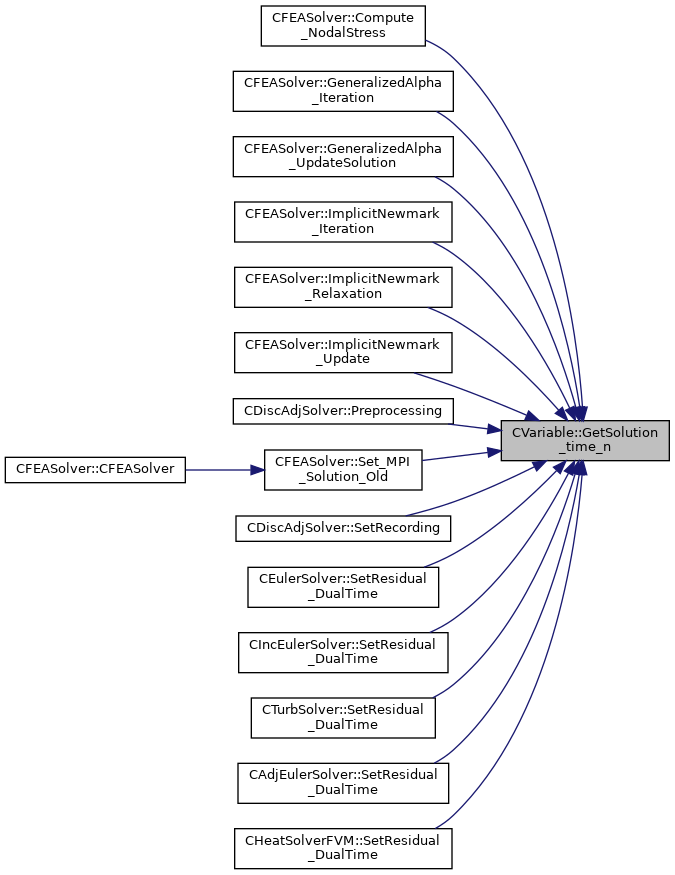 CFEASolver::Compute
_NodalStress
CFEASolver::GeneralizedAlpha
_Iteration
CFEASolver::GeneralizedAlpha
_UpdateSolution
CFEASolver::ImplicitNewmark
_Iteration
CFEASolver::ImplicitNewmark
_Relaxation
CFEASolver::ImplicitNewmark
_Update
CDiscAdjSolver::Preprocessing
CVariable::GetSolution
_time_n
CFEASolver::CFEASolver
CFEASolver::Set_MPI
_Solution_Old
CDiscAdjSolver::SetRecording
CEulerSolver::SetResidual
_DualTime
CIncEulerSolver::SetResidual
_DualTime
CTurbSolver::SetResidual
_DualTime
CAdjEulerSolver::SetResidual
_DualTime
CHeatSolverFVM::SetResidual
_DualTime